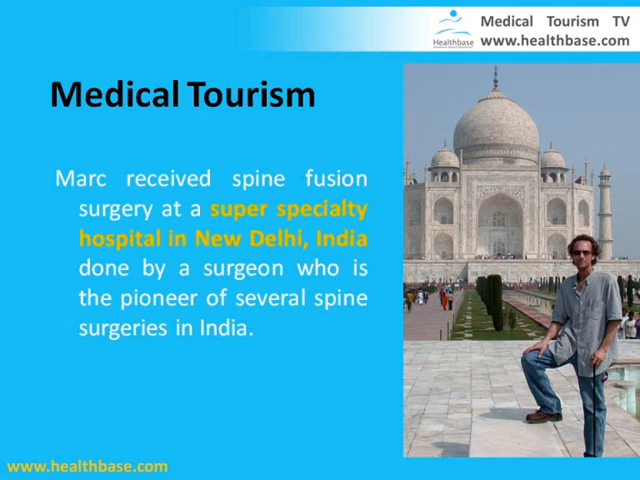 Medical Tourism TV
Healthbase
www.healthbase.com
Medical Tourism
Marc received spine fusion
surgery at a super specialty
hospital in New Delhi, India
done by a surgeon who is
the pioneer of several spine
surgeries in India.
www.healthbase.com